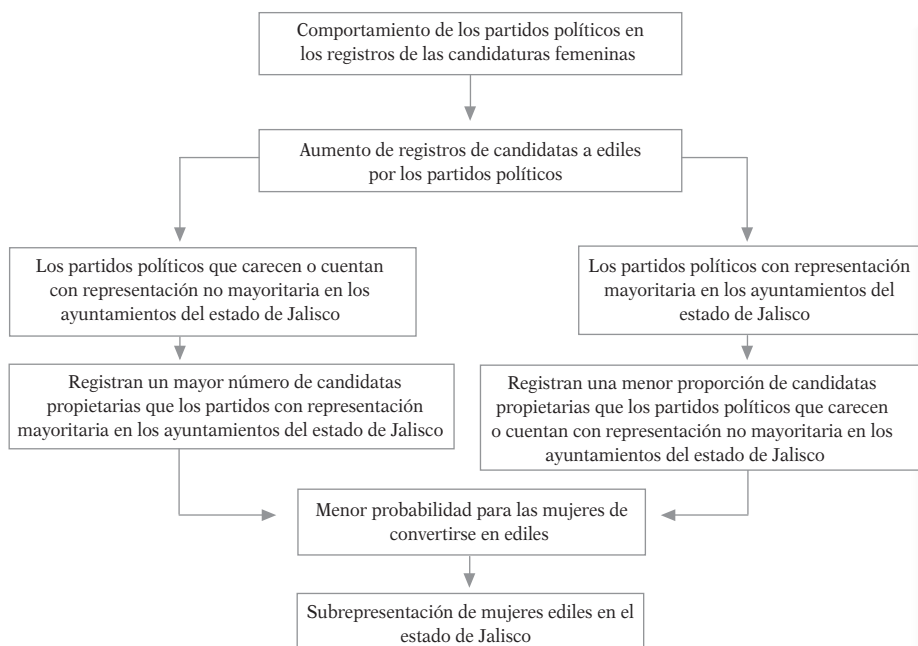 Comportamiento de los partidos políticos en
los registros de las candidaturas femeninas
Aumento de registros de candidatas a ediles
por los partidos políticos
Los partidos políticos que carecen o cuentan
con representación no mayoritaria en los
ayuntamientos del estado de Jalisco
Los partidos políticos con representación
mayoritaria en los ayuntamientos del
estado de Jalisco
Registran un mayor número de candidatas
propietarias que los partidos con representación
mayoritaria en los ayuntamientos del estado de Jalisco
Registran una menor proporción de candidatas
propietarias que los partidos políticos que carecen
o cuentan con representación no mayoritaria en los
ayuntamientos del estado de Jalisco
Menor probabilidad para las mujeres de
convertirse en ediles
Subrepresentación de mujeres ediles en el
estado de Jalisco